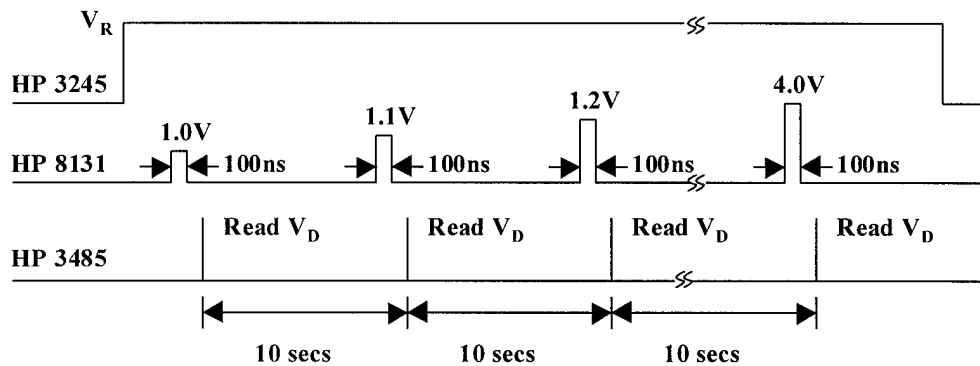 V_R
HP 3245
1.0V 1.1V 1.2V 4.0V
HP 8131 100ns 100ns 100ns 100ns
Read V_D Read V_D Read V_D Read V_D
HP 3485
10 secs 10 secs 10 secs